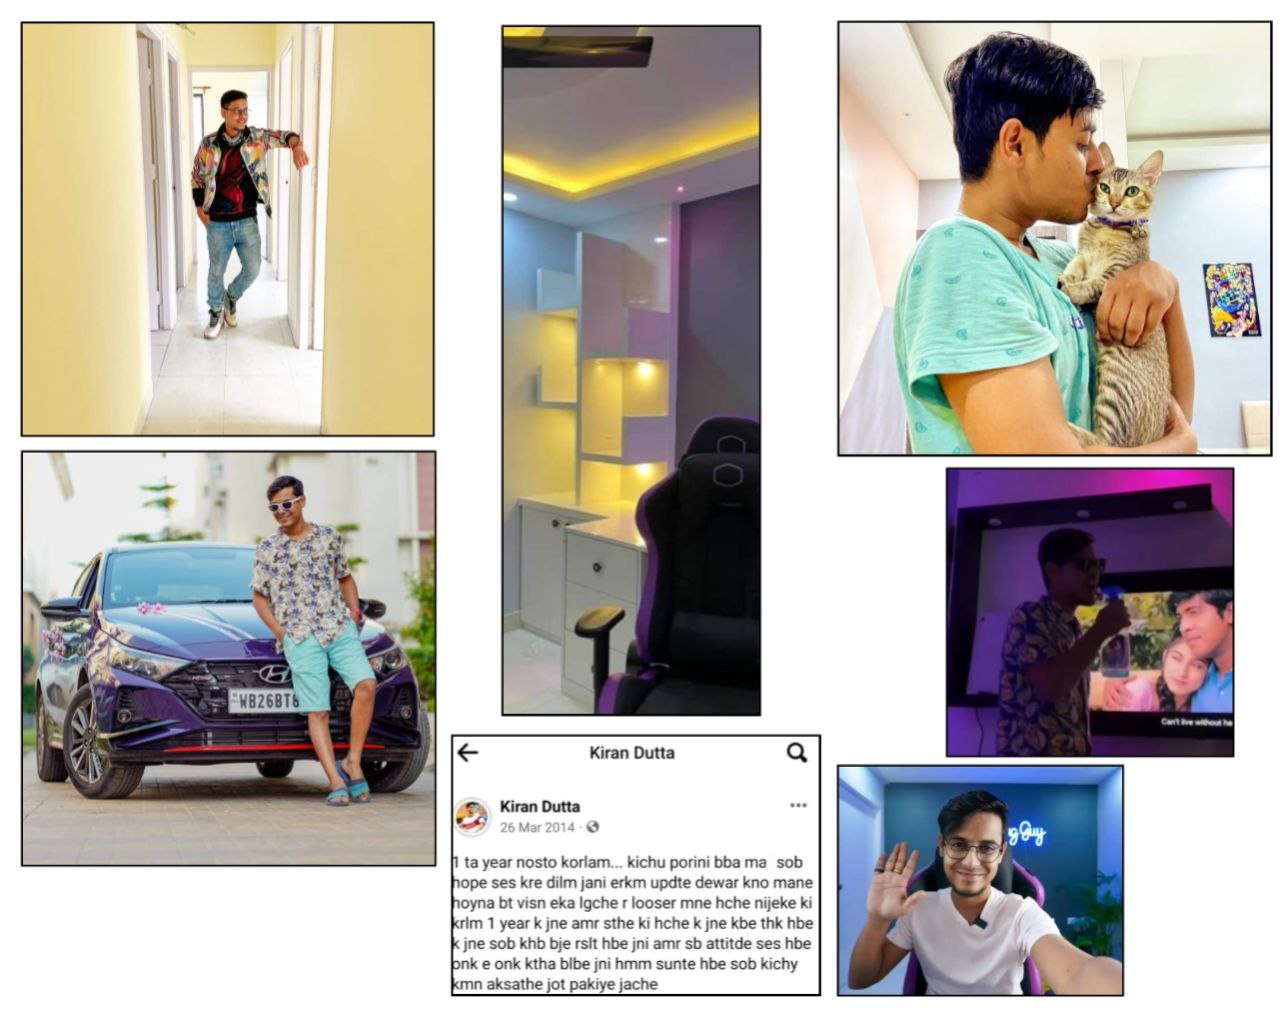 WB26BT8
Kiran Dutta
Kiran Dutta
26 Mar 2014 ·
1 ta year nosto korlam... kichu porini bba ma sob
hope ses kre dilm jani erkm updte dewar kno mane
hoyna bt visn eka lgche r looser mne hche nijeke ki
krlm 1 year k jne amr sthe ki hche k jne kbe thk hbe
k jne sob khb bje rslt hbe jni amr sb attitde ses hbe
onk e onk ktha blbe jni hmm sunte hbe sob kichy
kmn aksathe jot pakiye jache
Can't live without he
g Guy